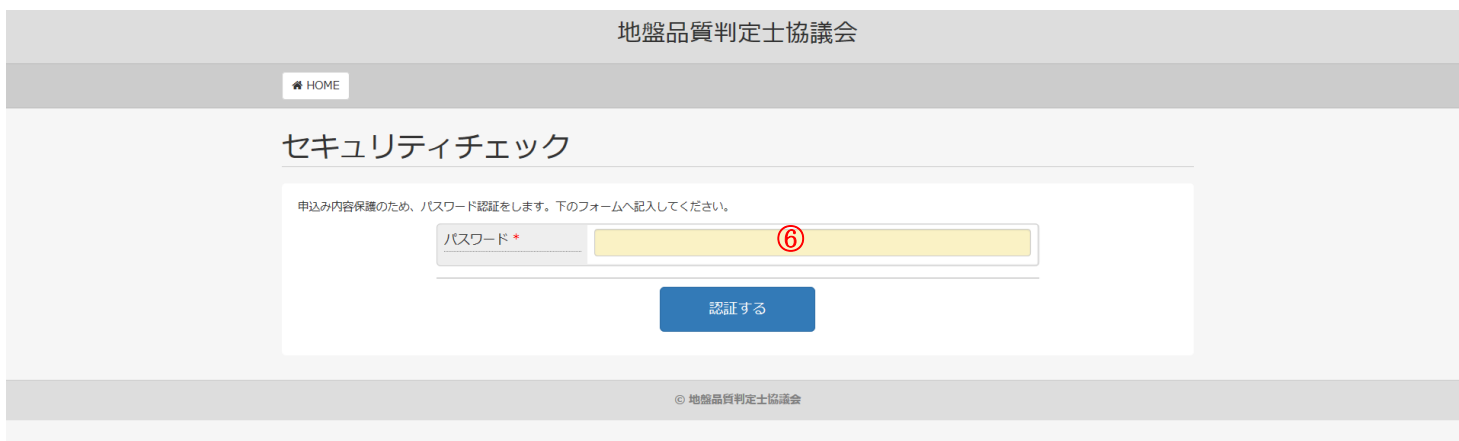 地盤品質判定士協議会
HOME
セキュリティチェック
申込み内容保護のため、パスワード認証をします。下のフォームへ記入してください。
パスワード * ⑥
認証する
© 地盤品質判定士協議会